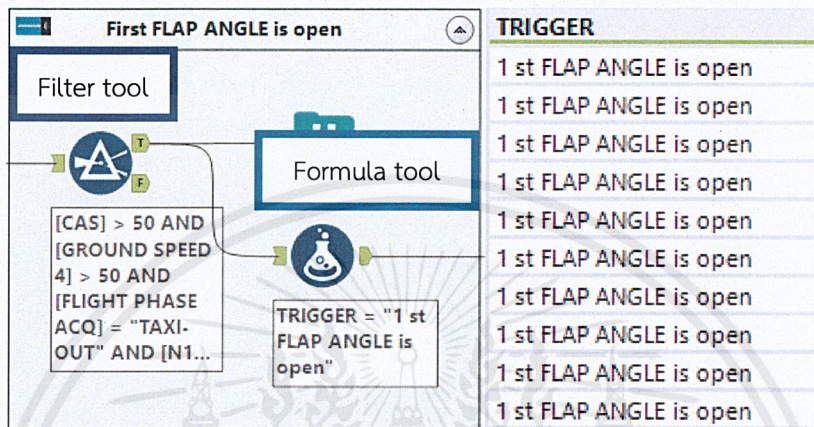 First FLAP ANGLE is open
Filter tool
T
F
Formula tool
[CAS] > 50 AND
[GROUND SPEED
4] > 50 AND
[FLIGHT PHASE
ACQ] = "TAXI-
OUT" AND [N1...
TRIGGER = "1 st
FLAP ANGLE is
open"
TRIGGER
1 st FLAP ANGLE is open
1 st FLAP ANGLE is open
1 st FLAP ANGLE is open
1 st FLAP ANGLE is open
1 st FLAP ANGLE is open
1 st FLAP ANGLE is open
1 st FLAP ANGLE is open
1 st FLAP ANGLE is open
1 st FLAP ANGLE is open
1 st FLAP ANGLE is open